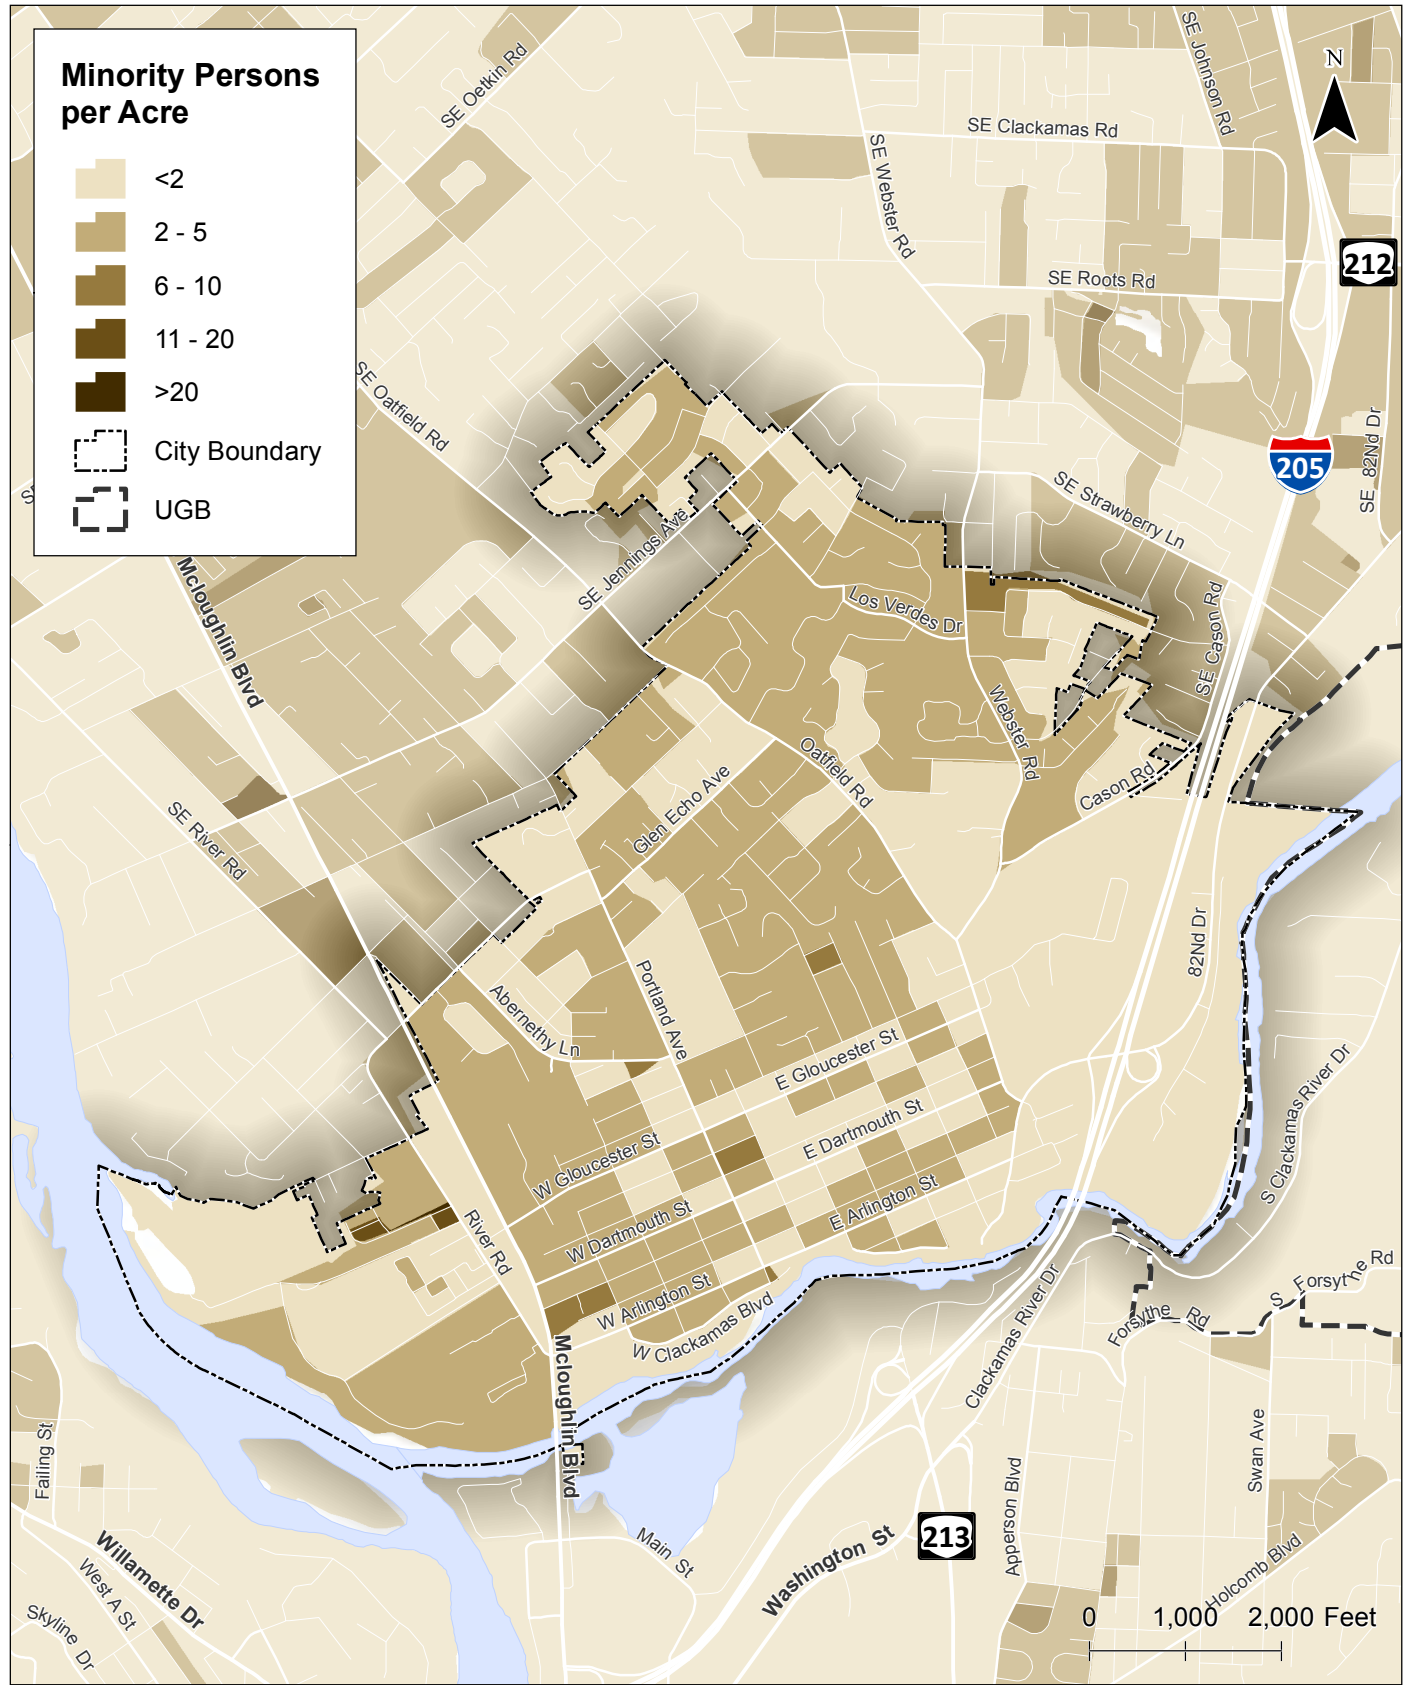 Minority Persons
per Acre
<2
2 - 5
6 - 10
11 - 20
>20
City Boundary
UGB
N
SE Oetkin Rd
SE Johnson Rd
SE Clackamas Rd
SE Webster Rd
SE Roots Rd
212
SE Oatfield Rd
205
SE 82Nd Dr
SE Strawberry Ln
SE Jennings Ave
Mcloughlin Blvd
Los Verdes Dr
SE Cason Rd
Webster Rd
Oatfield Rd
Cason Rd
Glen Echo Ave
SE River Rd
82Nd Dr
Portland Ave
Abernethy Ln
E Gloucester St
S Clackamas River Dr
E Dartmouth St
W Gloucester St
E Arlington St
W Dartmouth St
River Rd
W Arlington St
W Clackamas Blvd
S Forsythe Rd
Forsythe Rd
Clackamas River Dr
Mcloughlin Blvd
Failing St
Swan Ave
Apperson Blvd
213
Washington St
Main St
Willamette Dr
West A St
Skyline Dr
Holcomb Blvd
0 1,000 2,000 Feet